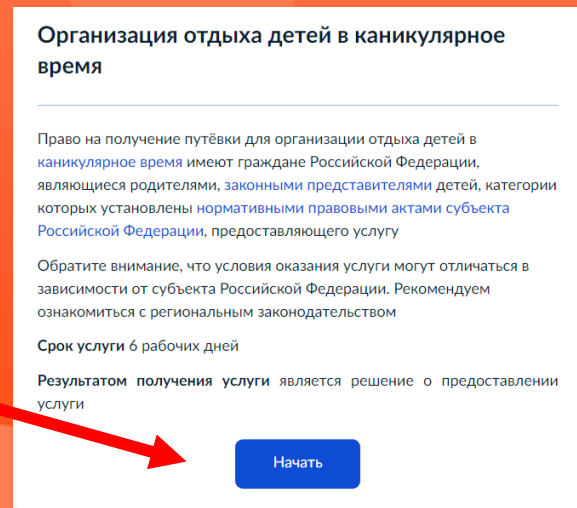 Организация отдыха детей в каникулярное
время
Право на получение путёвки для организации отдыха детей в
каникулярное время имеют граждане Российской Федерации,
являющиеся родителями, законными представителями детей, категории
которых установлены нормативными правовыми актами субъекта
Российской Федерации, предоставляющего услугу
Обратите внимание, что условия оказания услуги могут отличаться в
зависимости от субъекта Российской Федерации. Рекомендуем
ознакомиться с региональным законодательством
Срок услуги 6 рабочих дней
Результатом получения услуги является решение о предоставлении
услуги
Начать